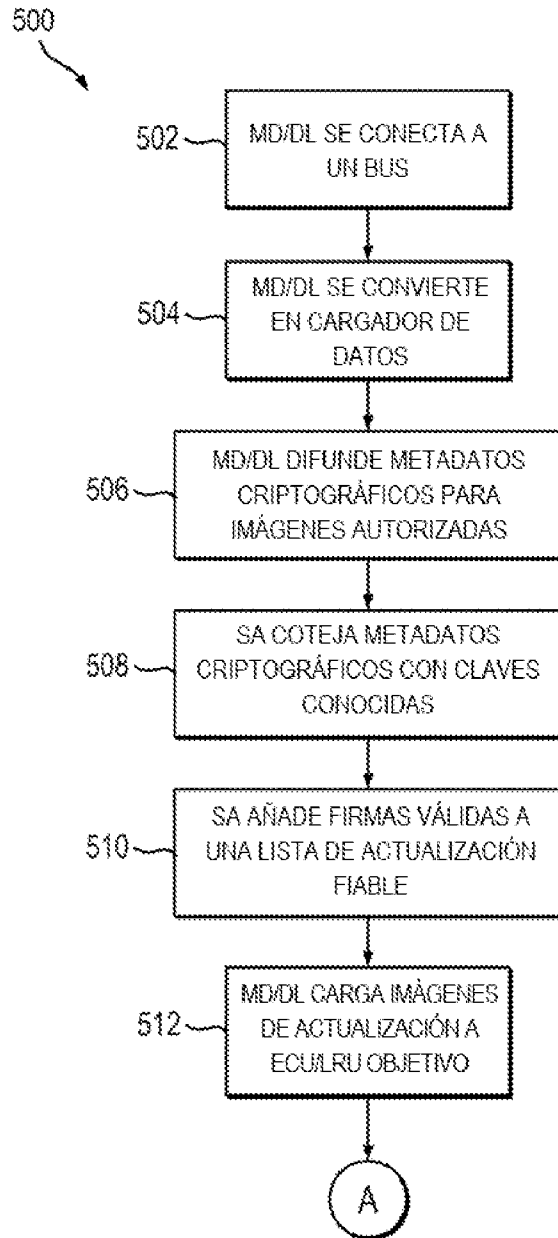 500
502
MD/DL SE CONECTA A
UN BUS
504
MD/DL SE CONVIERTE
EN CARGADOR DE
DATOS
506
MD/DL DIFUNDE METADATOS
CRIPTOGRÁFICOS PARA
IMÁGENES AUTORIZADAS
508
SA COTEJA METADATOS
CRIPTOGRÁFICOS CON CLAVES
CONOCIDAS
510
SA AÑADE FIRMAS VÁLIDAS A
UNA LISTA DE ACTUALIZACIÓN
FIABLE
512
MD/DL CARGA IMÀGENES
DE ACTUALIZACIÓN A
ECU/LRU OBJETIVO
A